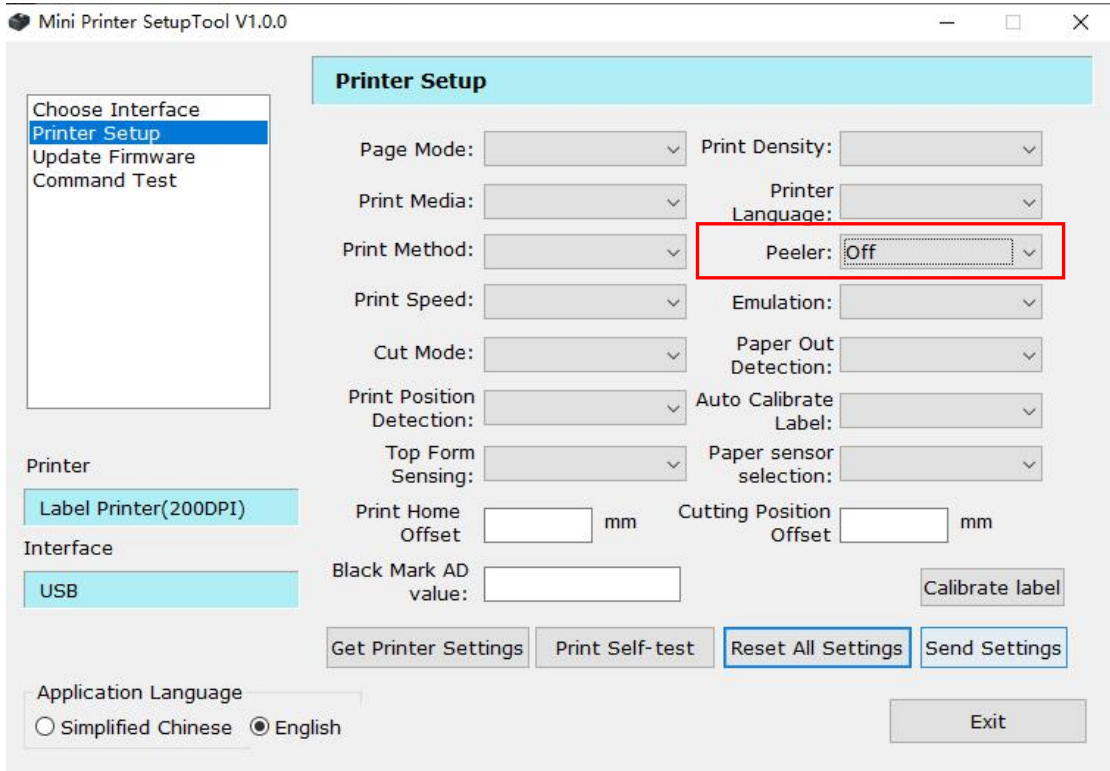 Mini Printer SetupTool V1.0.0
Printer Setup
Choose Interface
Printer Setup
Update Firmware
Command Test
Page Mode:
Print Density:
Print Media:
Printer
Language:
Print Method:
Peeler:
Off
Print Speed:
Emulation:
Cut Mode:
Paper Out
Detection:
Print Position
Detection:
Auto Calibrate
Label:
Top Form
Sensing:
Paper sensor
selection:
Print Home
Offset
mm
Cutting Position
Offset
mm
Black Mark AD
value:
Calibrate label
Get Printer Settings
Print Self-test
Reset All Settings
Send Settings
Printer
Label Printer(200DPI)
Interface
USB
Application Language
Simplified Chinese
English
Exit